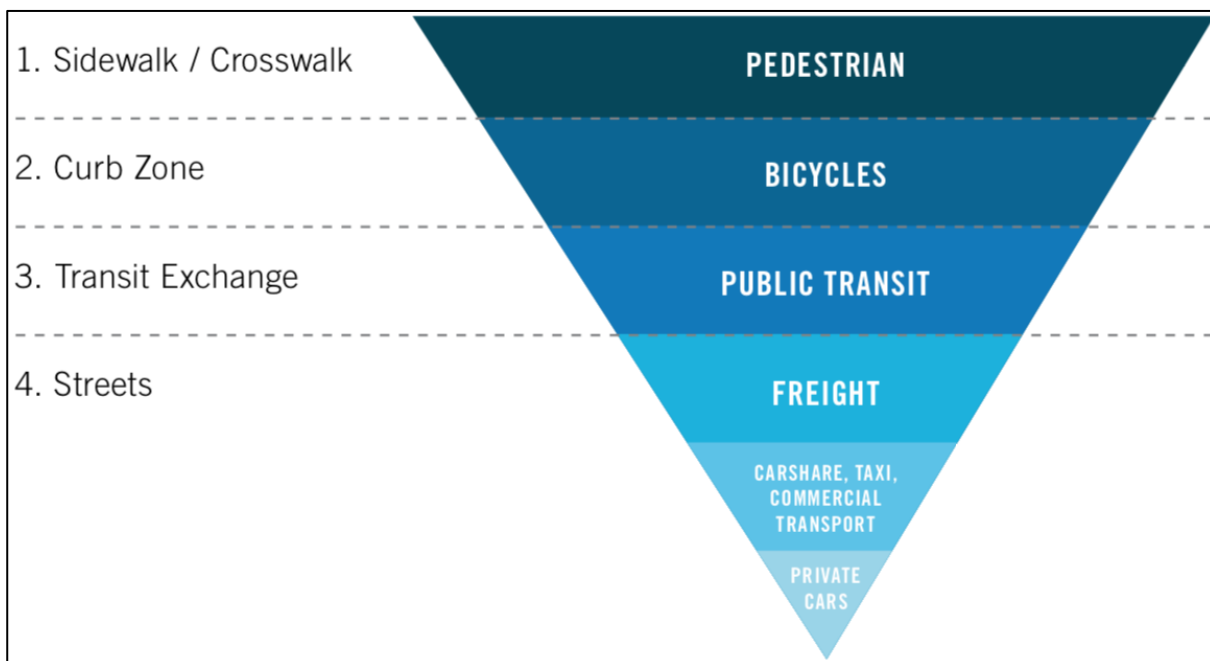 1. Sidewalk / Crosswalk
PEDESTRIAN
2. Curb Zone
BICYCLES
3. Transit Exchange
PUBLIC TRANSIT
4. Streets
FREIGHT
CARSHARE, TAXI,
COMMERCIAL
TRANSPORT
PRIVATE
CARS